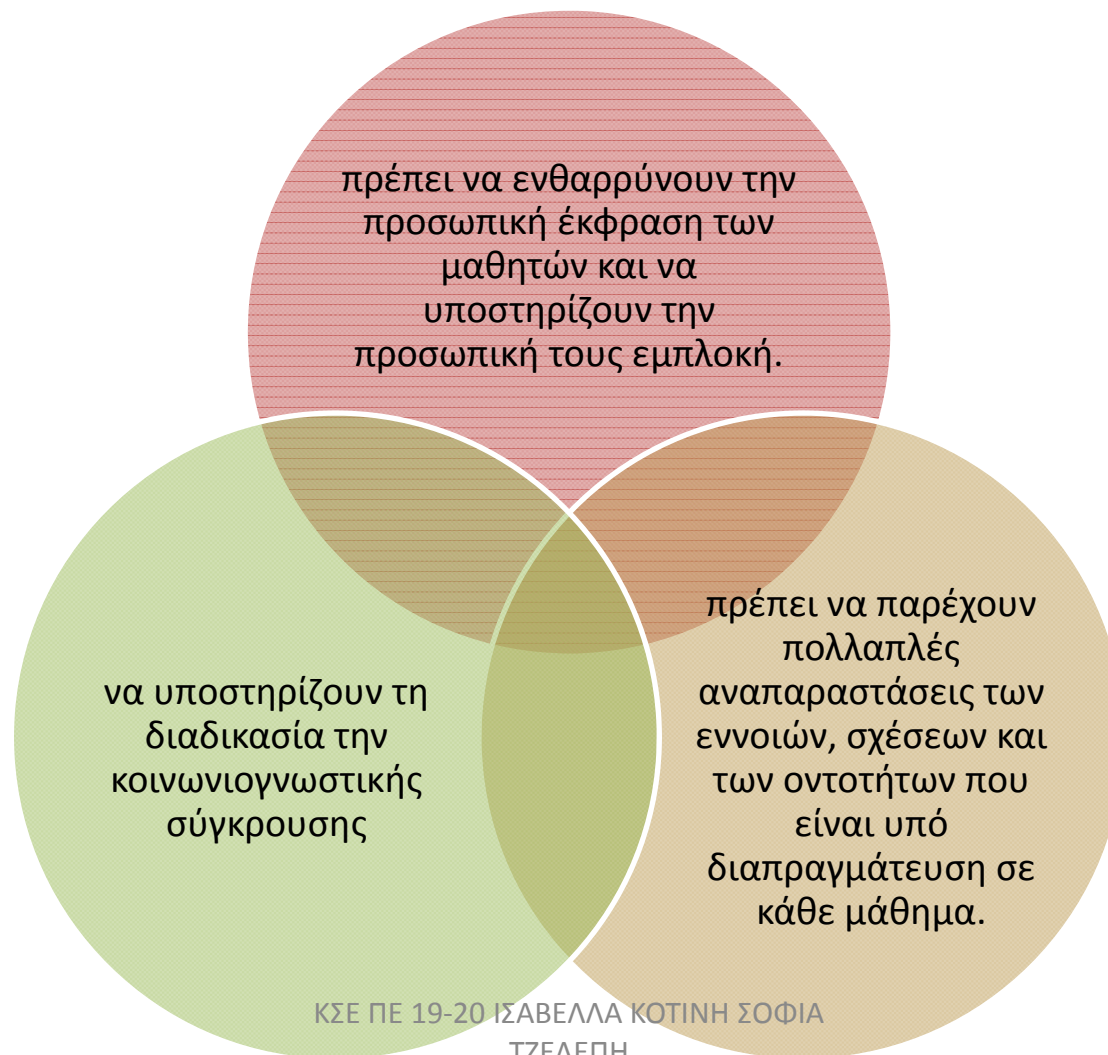 πρέπει να ενθαρρύνουν την
προσωπική έκφραση των
μαθητών και να
υποστηρίζουν την
προσωπική τους εμπλοκή.
να υποστηρίζουν τη
διαδικασία την
κοινωνιογνωστικής
σύγκρουσης
πρέπει να παρέχουν
πολλαπλές
αναπαραστάσεις των
εννοιών, σχέσεων και
των οντοτήτων που
είναι υπό
διαπραγμάτευση σε
κάθε μάθημα.
ΚΣΕ ΠΕ 19-20 ΙΣΑΒΕΛΛΑ ΚΟΤΙΝΗ ΣΟΦΙΑ
ΤΖΕΛΕΠΗ